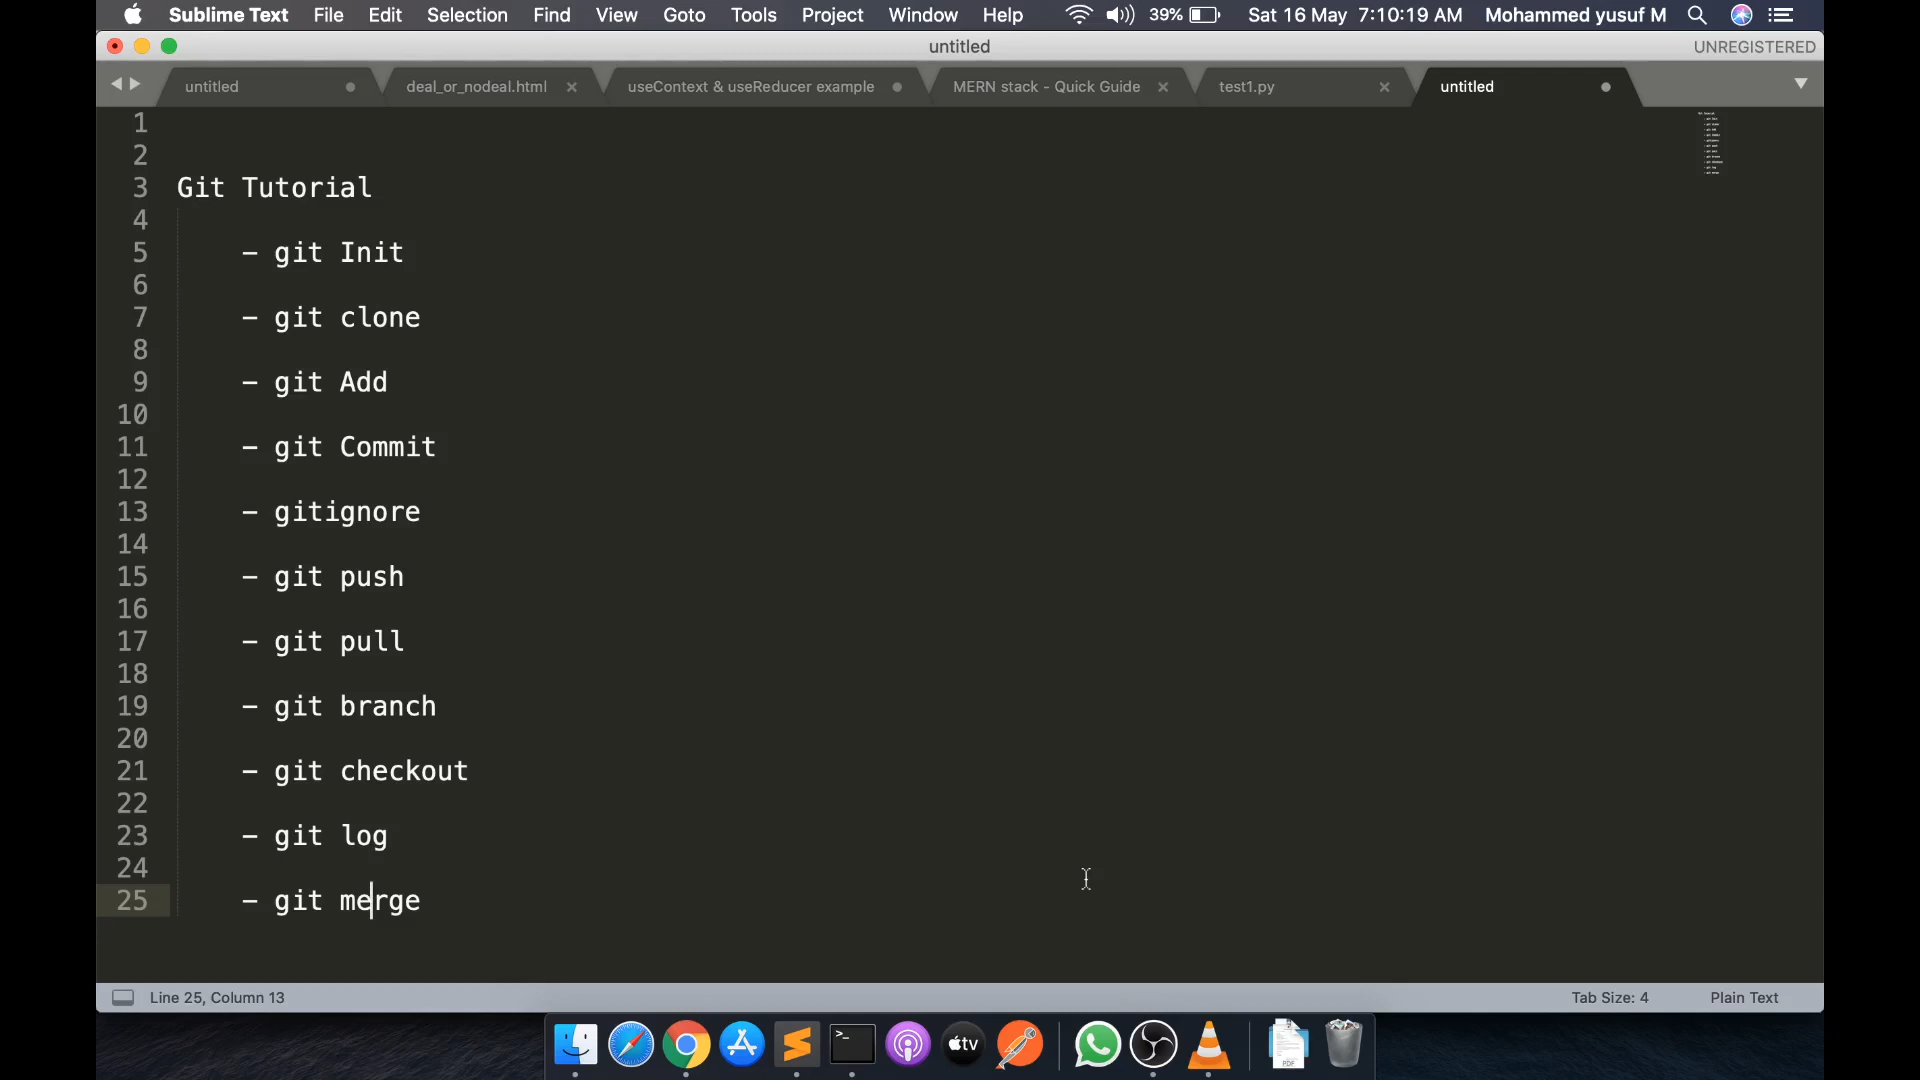 Sublime Text File Edit Selection Find View Goto Tools Project Window Help 39% Sat 16 May 7:10:19 AM Mohammed yusuf M
untitled UNREGISTERED
untitled deal_or_nodeal.html useContext & useReducer example MERN stack - Quick Guide test1.py untitled
1
2
3 Git Tutorial
4
5 - git Init
6
7 - git clone
8
9 - git Add
10
11 - git Commit
12
13 - gitignore
14
15 - git push
16
17 - git pull
18
19 - git branch
20
21 - git checkout
22
23 - git log
24
25 - git merge
Line 25, Column 13 Tab Size: 4 Plain Text
>_ tv PDF